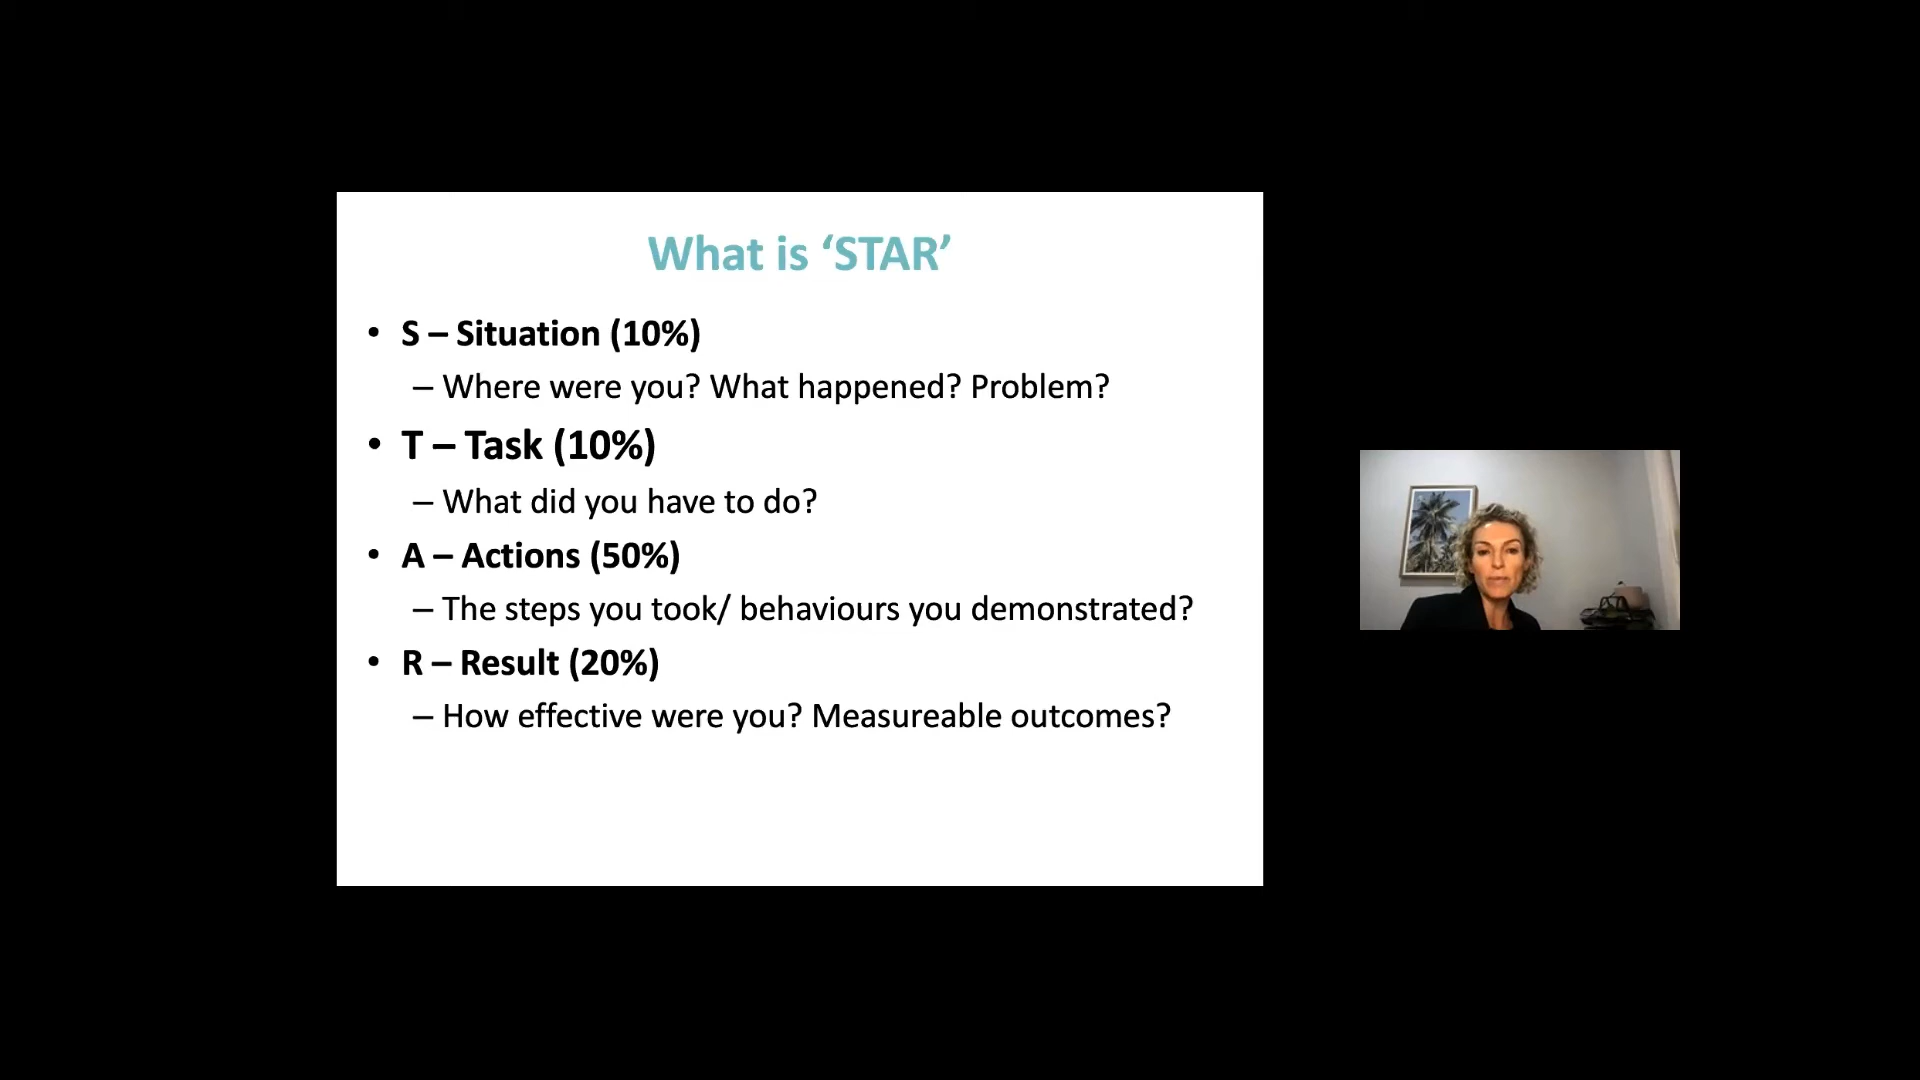 What is ‘STAR’
• S – Situation (10%)
– Where were you? What happened? Problem?
• T – Task (10%)
– What did you have to do?
• A – Actions (50%)
– The steps you took/ behaviours you demonstrated?
• R – Result (20%)
– How effective were you? Measureable outcomes?